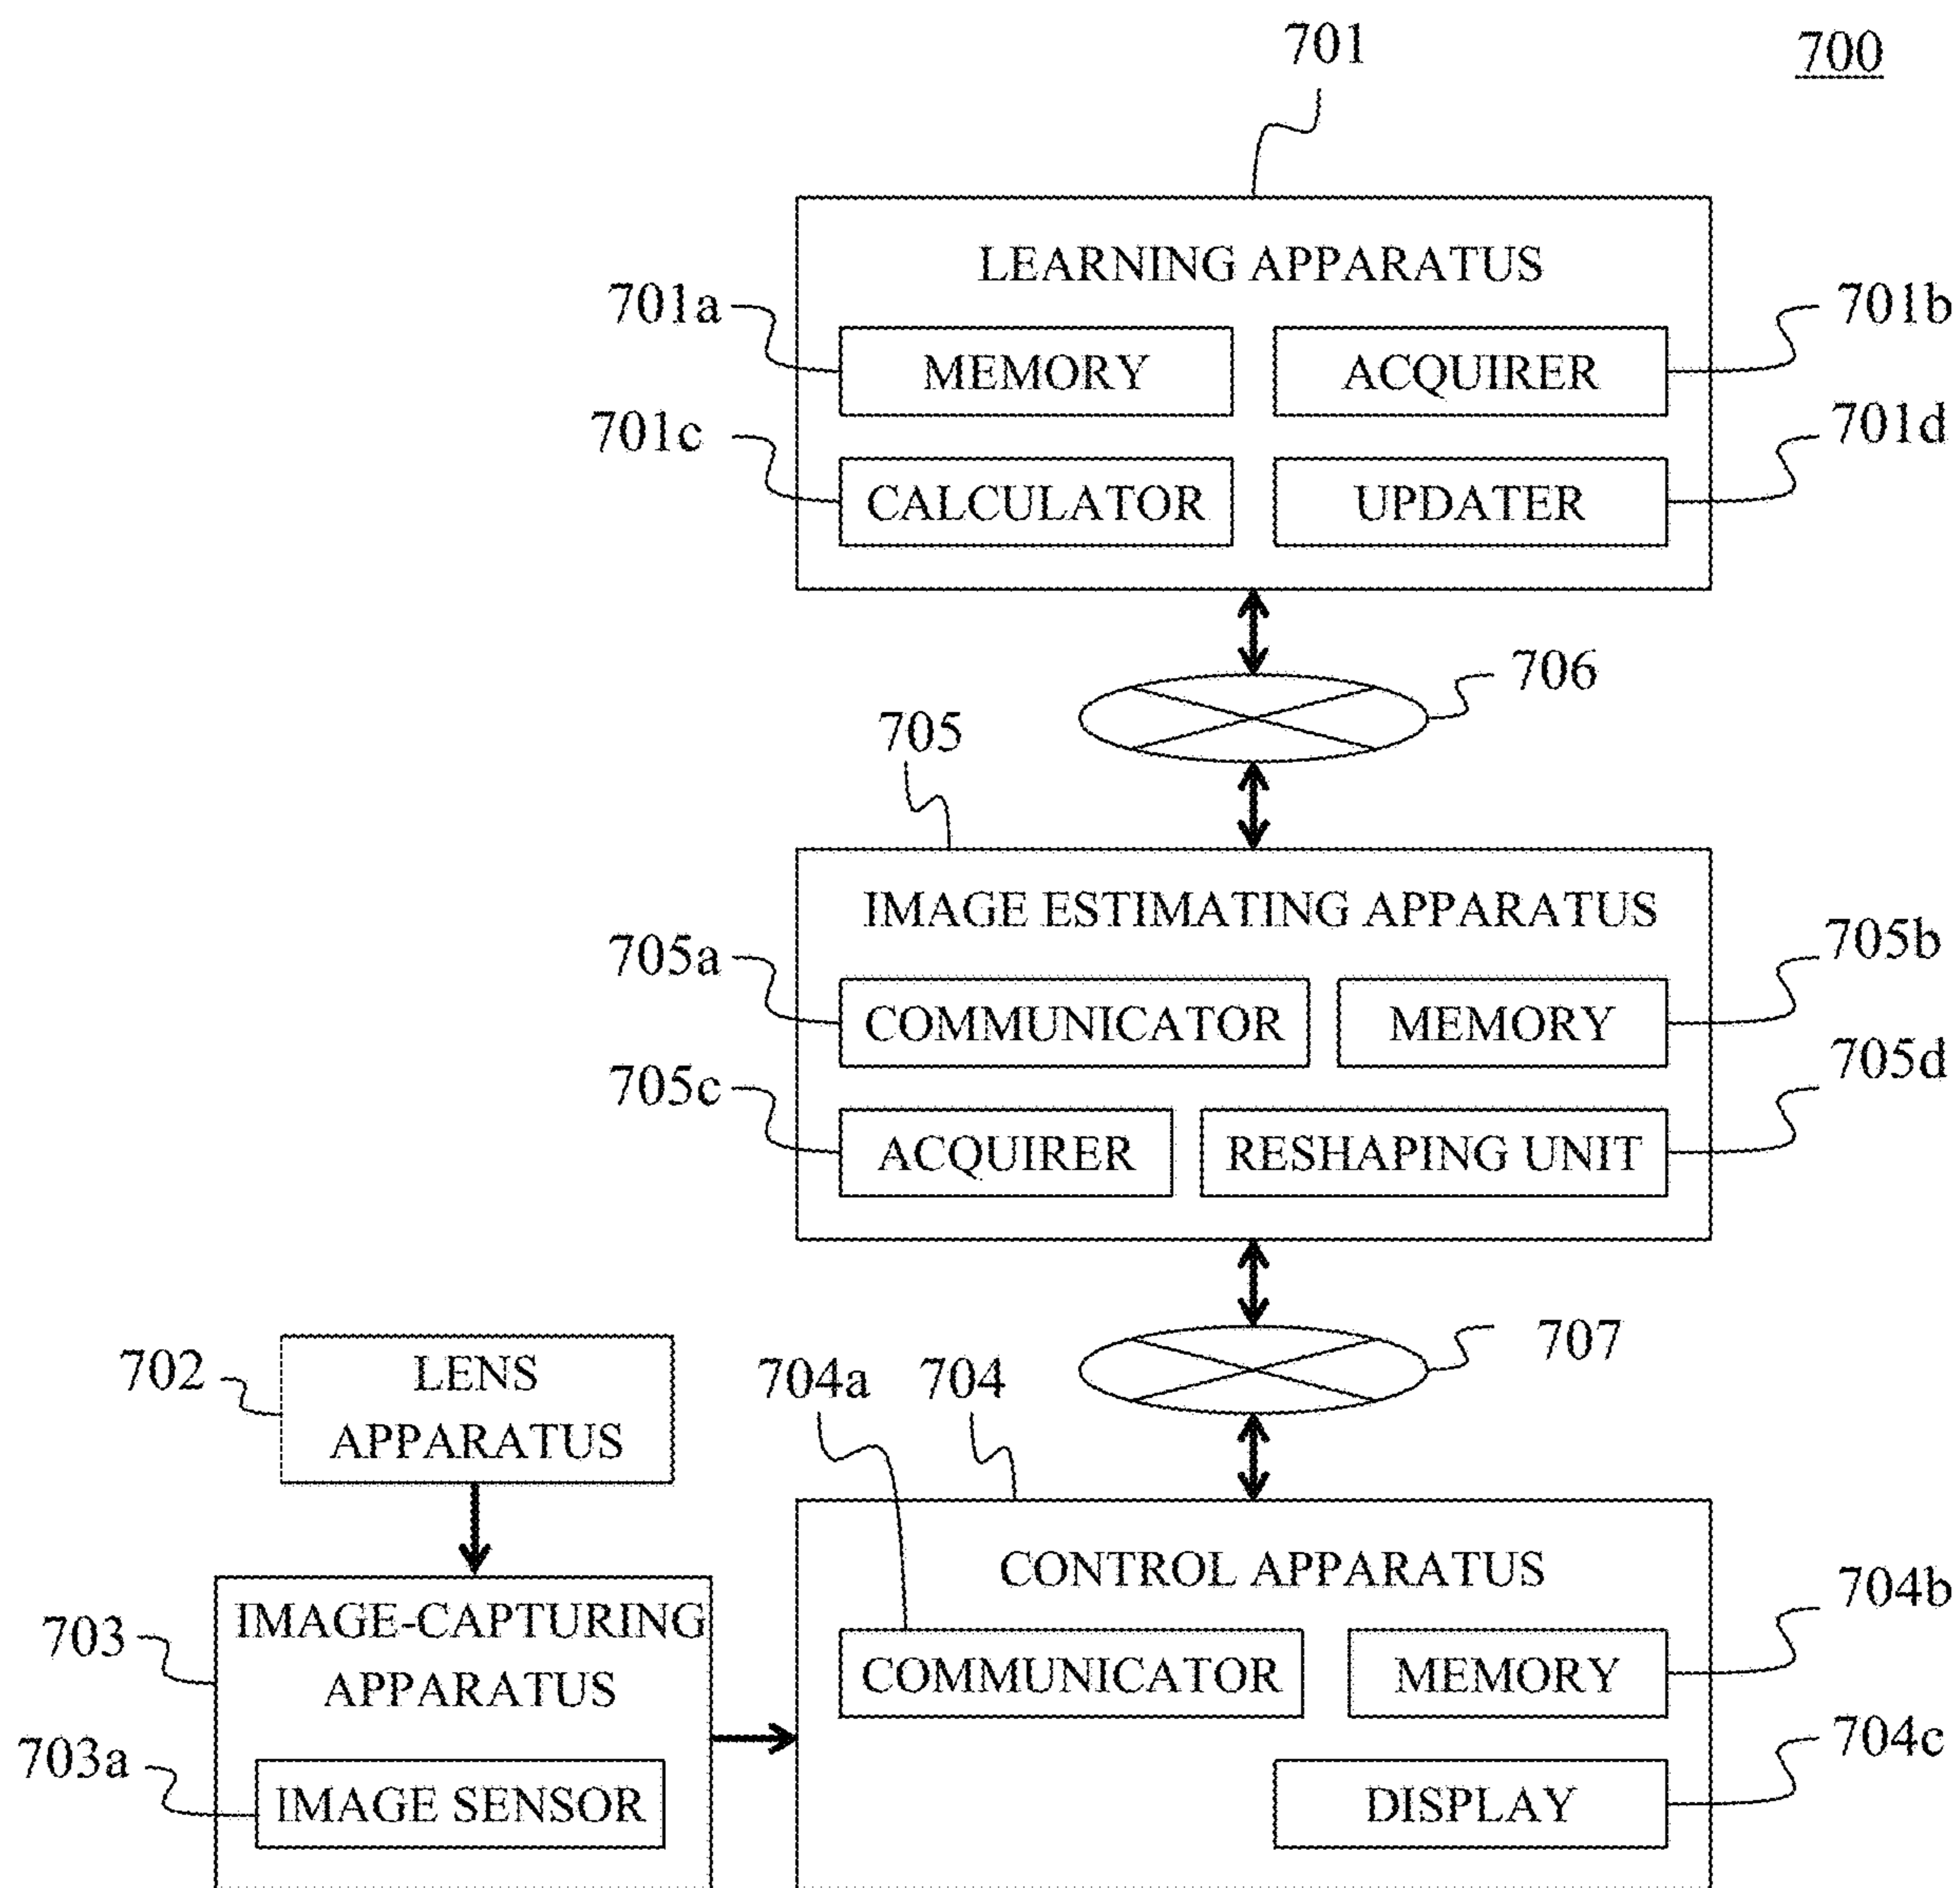 701
700
LEARNING APPARATUS
701a
MEMORY
ACQUIRER
701b
701c
CALCULATOR
UPDATER
701d
706
705
IMAGE ESTIMATING APPARATUS
705a
COMMUNICATOR
MEMORY
705b
705c
ACQUIRER
RESHAPING UNIT
705d
707
702
LENS
APPARATUS
704a
704
CONTROL APPARATUS
703
IMAGE-CAPTURING
APPARATUS
COMMUNICATOR
MEMORY
704b
703a
IMAGE SENSOR
DISPLAY
704c